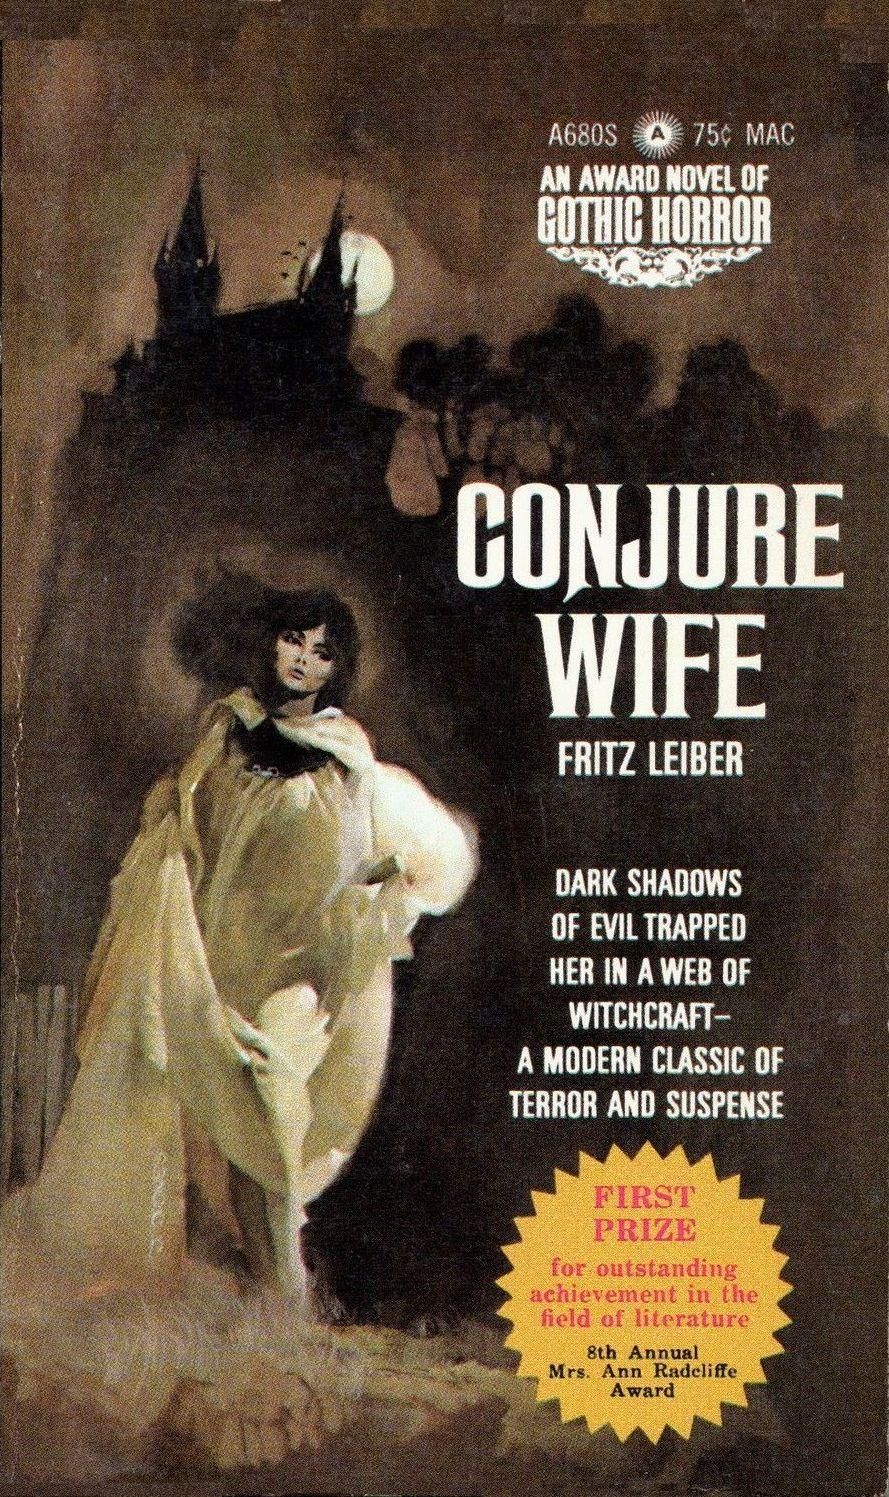 A680S A 75¢ MAC
AN AWARD NOVEL OF
GOTHIC HORROR
CONJURE
WIFE
FRITZ LEIBER
DARK SHADOWS
OF EVIL TRAPPED
HER IN A WEB OF
WITCHCRAFT–
A MODERN CLASSIC OF
TERROR AND SUSPENSE
FIRST
PRIZE
for outstanding
achievement in the
field of literature
8th Annual
Mrs. Ann Radcliffe
Award